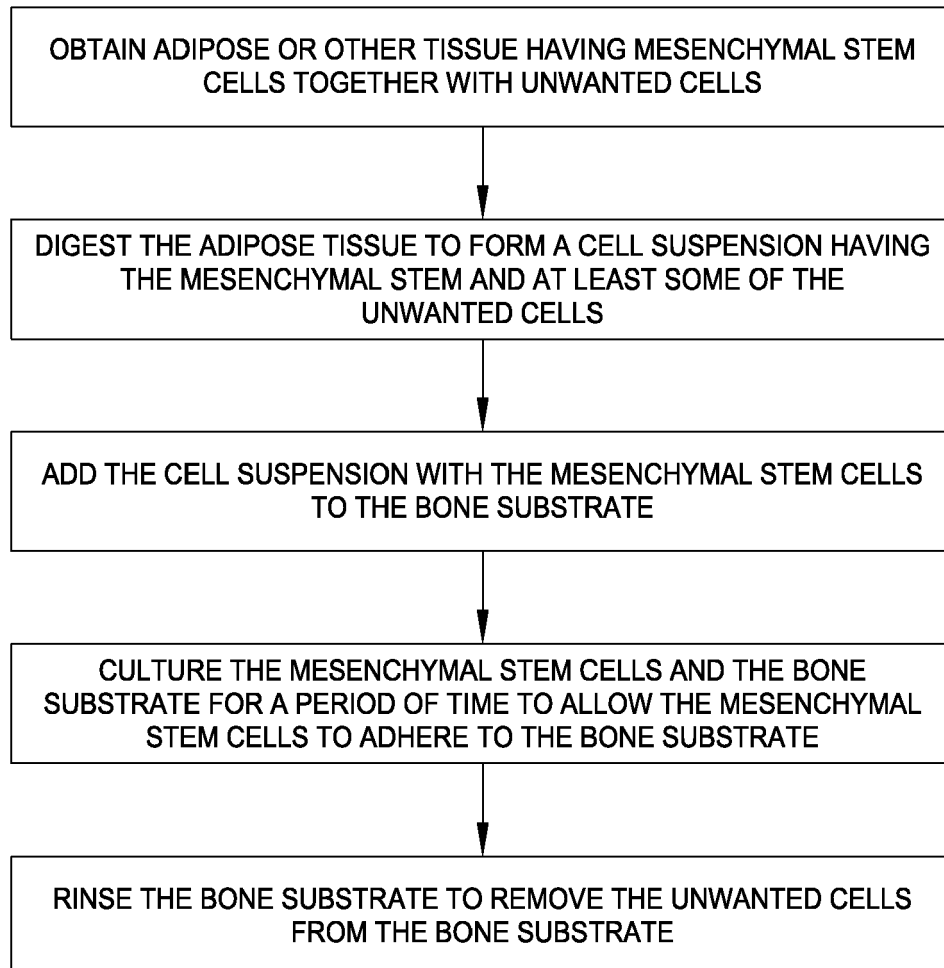 OBTAIN ADIPOSE OR OTHER TISSUE HAVING MESENCHYMAL STEM
CELLS TOGETHER WITH UNWANTED CELLS
DIGEST THE ADIPOSE TISSUE TO FORM A CELL SUSPENSION HAVING
THE MESENCHYMAL STEM AND AT LEAST SOME OF THE
UNWANTED CELLS
ADD THE CELL SUSPENSION WITH THE MESENCHYMAL STEM CELLS
TO THE BONE SUBSTRATE
CULTURE THE MESENCHYMAL STEM CELLS AND THE BONE
SUBSTRATE FOR A PERIOD OF TIME TO ALLOW THE MESENCHYMAL
STEM CELLS TO ADHERE TO THE BONE SUBSTRATE
RINSE THE BONE SUBSTRATE TO REMOVE THE UNWANTED CELLS
FROM THE BONE SUBSTRATE